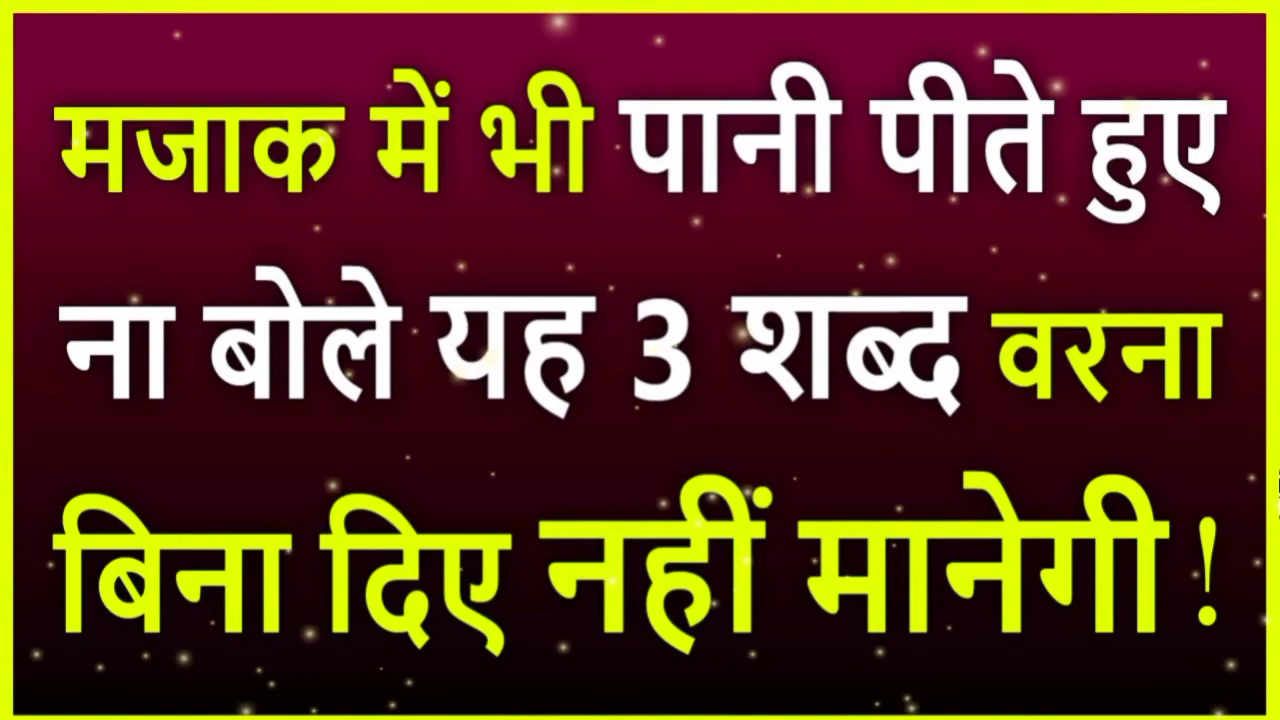 मजाक में भी पानी पीते हुए
ना बोले यह 3 शब्द वरना
बिना दिए नहीं मानेगी !